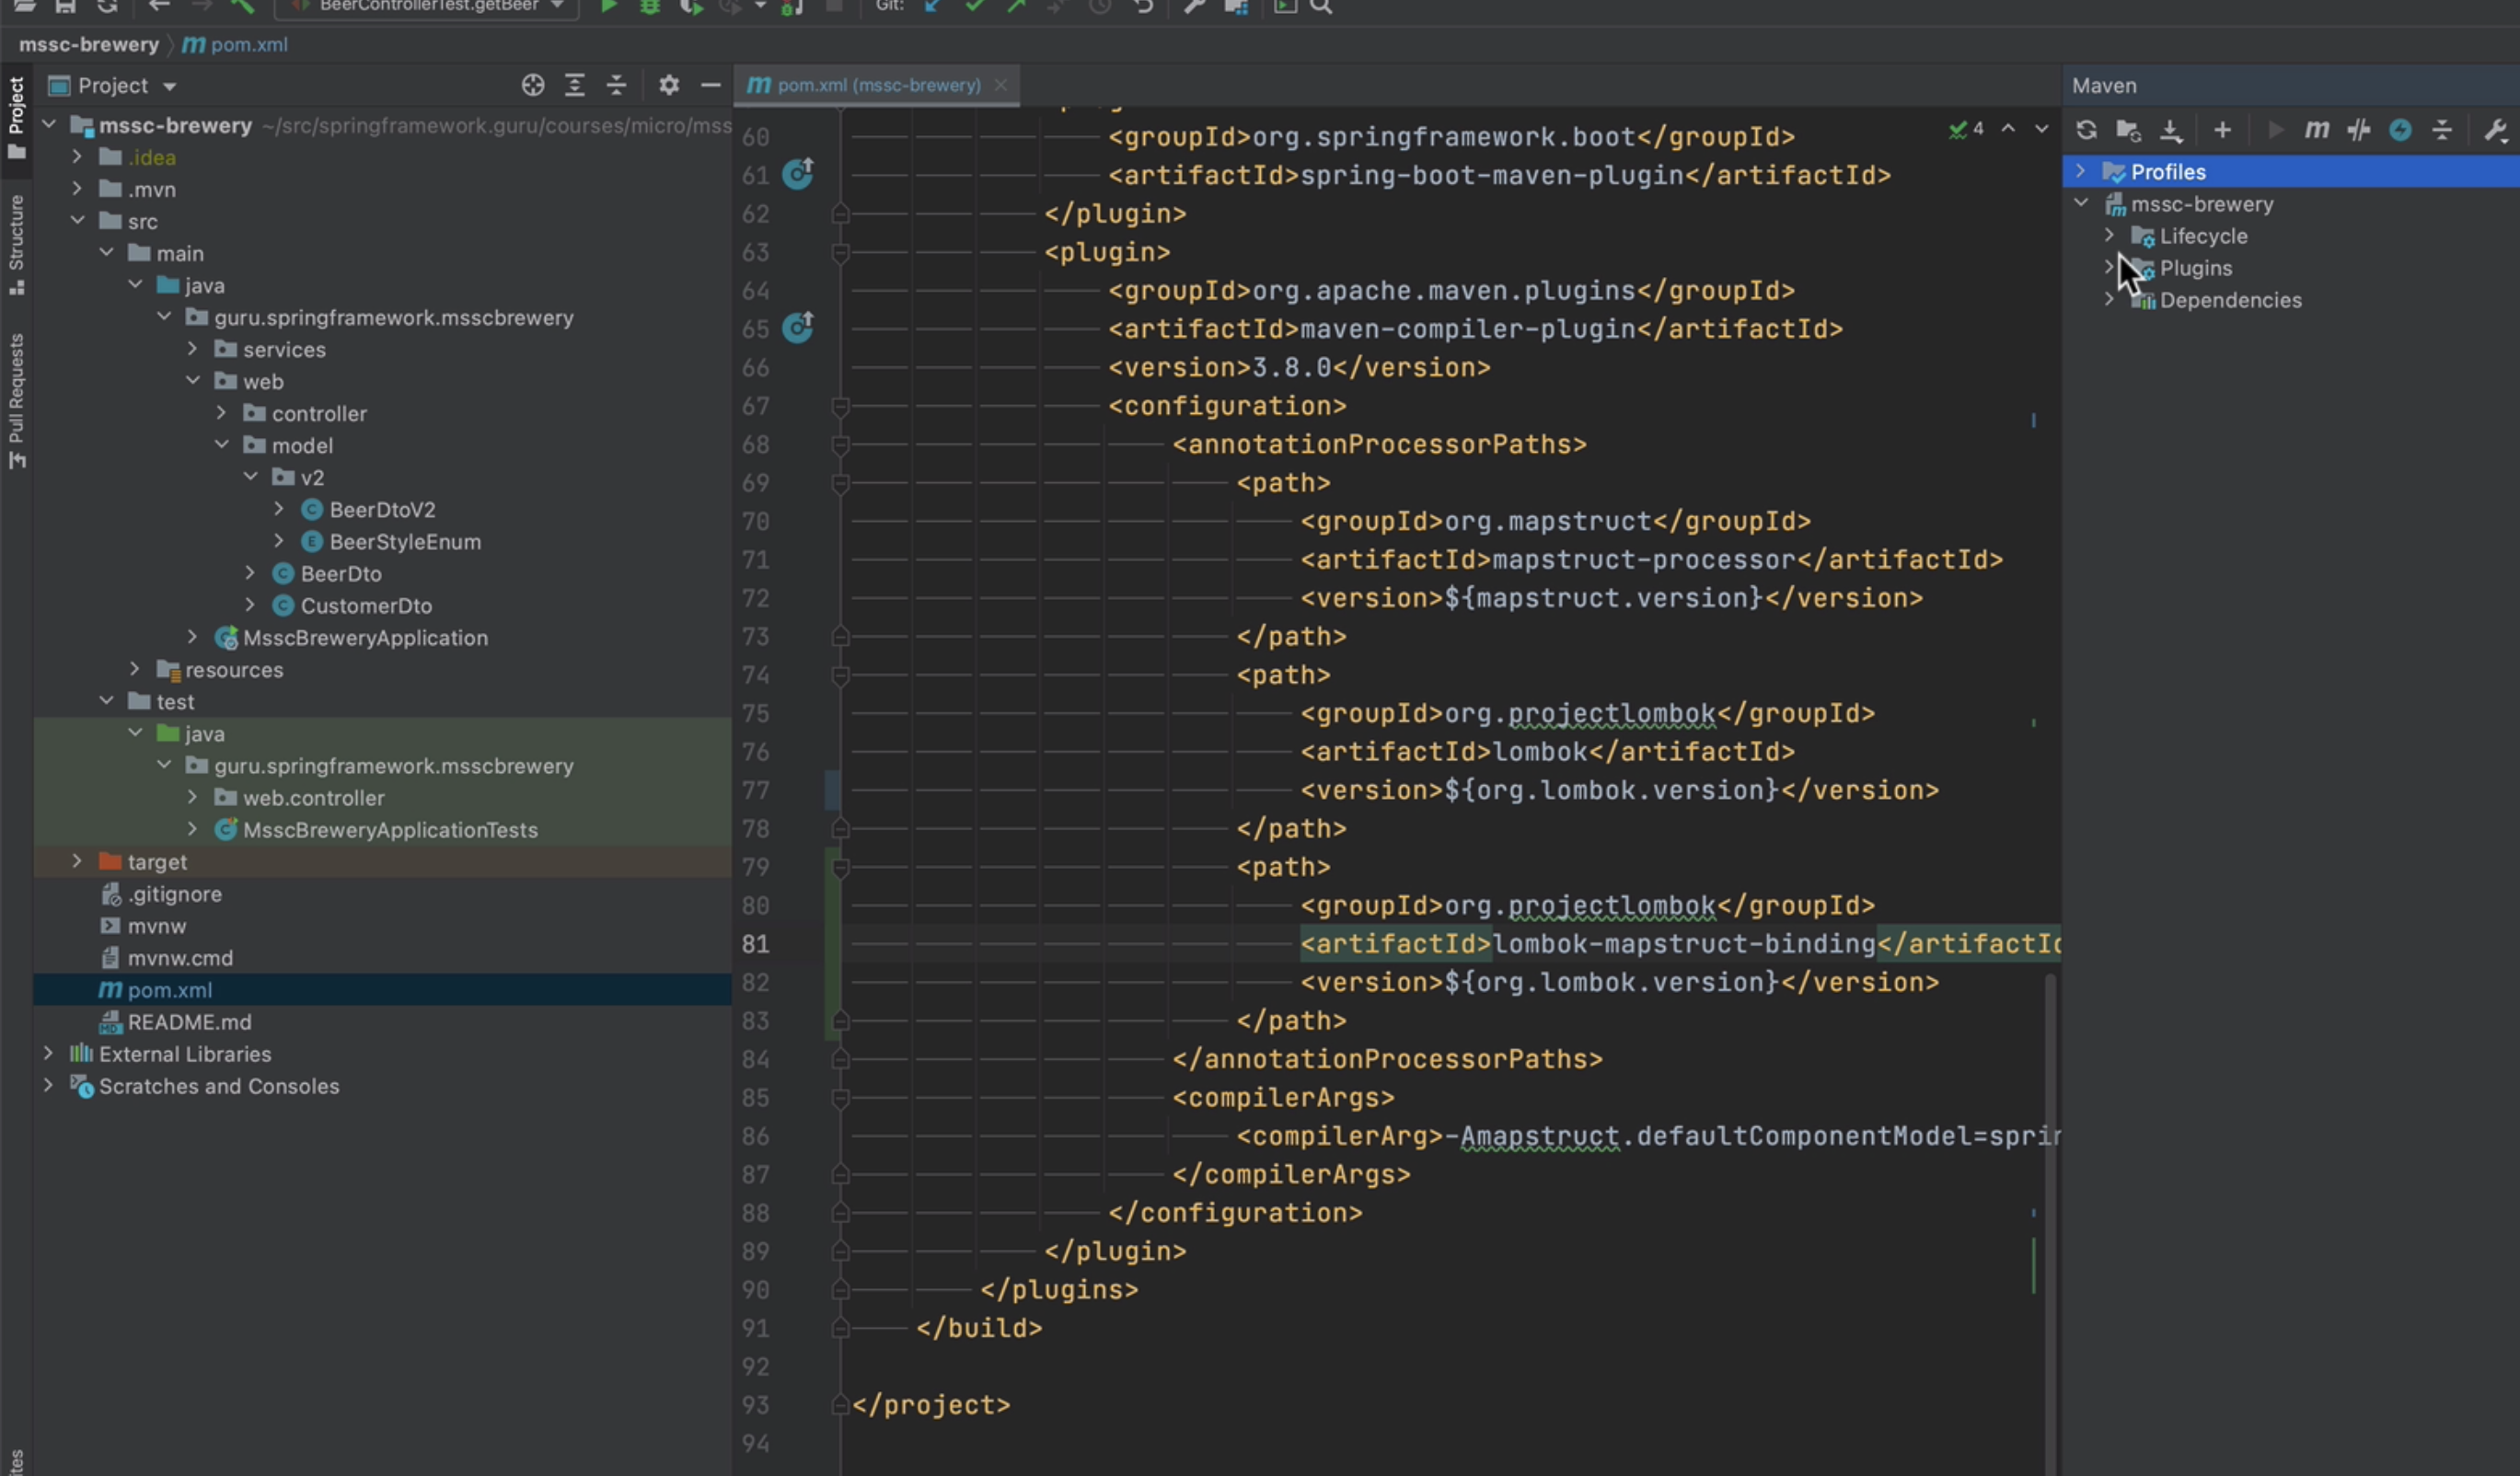 BeerControllerTest.getBeer
Git:
mssc-brewery
pom.xml
Project
Structure
Pull Requests
Project
mssc-brewery ~/src/springframework.guru/courses/micro/mss
.idea
.mvn
src
main
java
guru.springframework.msscbrewery
services
web
controller
model
v2
BeerDtoV2
BeerStyleEnum
BeerDto
CustomerDto
MsscBreweryApplication
resources
test
java
guru.springframework.msscbrewery
web.controller
MsscBreweryApplicationTests
target
.gitignore
mvnw
mvnw.cmd
pom.xml
README.md
External Libraries
Scratches and Consoles
pom.xml (mssc-brewery)
4
60 <groupId>org.springframework.boot</groupId>
61 <artifactId>spring-boot-maven-plugin</artifactId>
62 </plugin>
63 <plugin>
64 <groupId>org.apache.maven.plugins</groupId>
65 <artifactId>maven-compiler-plugin</artifactId>
66 <version>3.8.0</version>
67 <configuration>
68 <annotationProcessorPaths>
69 <path>
70 <groupId>org.mapstruct</groupId>
71 <artifactId>mapstruct-processor</artifactId>
72 <version>${mapstruct.version}</version>
73 </path>
74 <path>
75 <groupId>org.projectlombok</groupId>
76 <artifactId>lombok</artifactId>
77 <version>${org.lombok.version}</version>
78 </path>
79 <path>
80 <groupId>org.projectlombok</groupId>
81 <artifactId>lombok-mapstruct-binding</artifactId
82 <version>${org.lombok.version}</version>
83 </path>
84 </annotationProcessorPaths>
85 <compilerArgs>
86 <compilerArg>-Amapstruct.defaultComponentModel=sprin
87 </compilerArgs>
88 </configuration>
89 </plugin>
90 </plugins>
91 </build>
92
93 </project>
94
Maven
Profiles
mssc-brewery
Lifecycle
Plugins
Dependencies